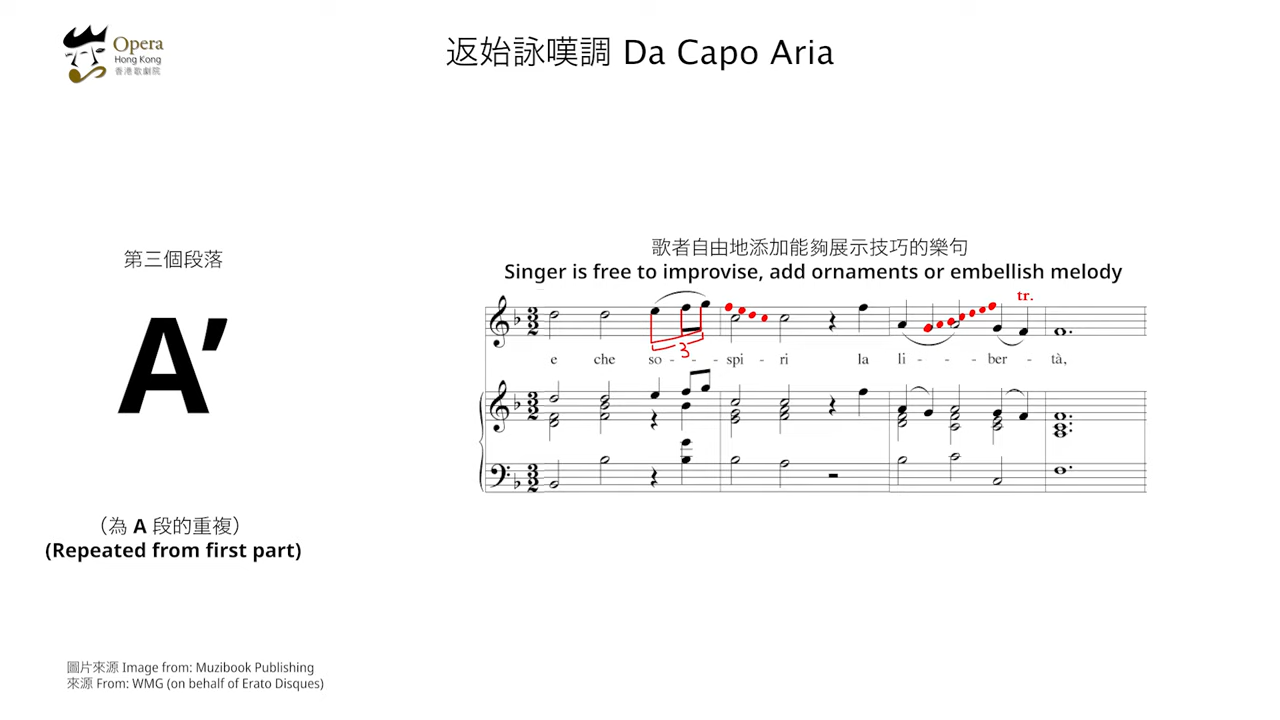 Opera
Hong Kong
香港歌劇院
返始詠嘆調 Da Capo Aria
第三個段落
A′
（為 A 段的重複）
(Repeated from first part)
歌者自由地添加能夠展示技巧的樂句
Singer is free to improvise, add ornaments or embellish melody
tr.
3
e che so - - - spi - ri la li - - - ber - tà,
圖片來源 Image from: Muzibook Publishing
來源 From: WMG (on behalf of Erato Disques)